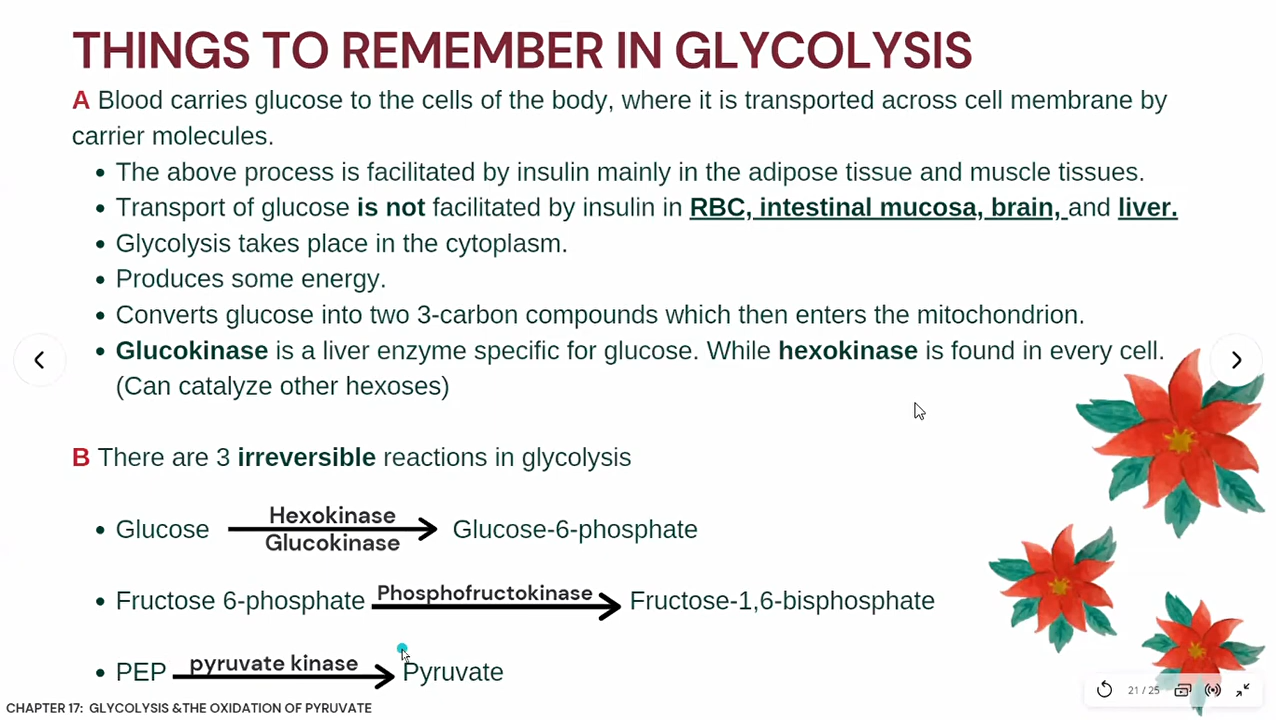 THINGS TO REMEMBER IN GLYCOLYSIS
A Blood carries glucose to the cells of the body, where it is transported across cell membrane by
carrier molecules.
• The above process is facilitated by insulin mainly in the adipose tissue and muscle tissues.
• Transport of glucose is not facilitated by insulin in RBC, intestinal mucosa, brain, and liver.
• Glycolysis takes place in the cytoplasm.
• Produces some energy.
• Converts glucose into two 3-carbon compounds which then enters the mitochondrion.
• Glucokinase is a liver enzyme specific for glucose. While hexokinase is found in every cell.
(Can catalyze other hexoses)
B There are 3 irreversible reactions in glycolysis
Hexokinase
• Glucose Glucose-6-phosphate
Glucokinase
Phosphofructokinase
• Fructose 6-phosphate Fructose-1,6-bisphosphate
pyruvate kinase
• PEP Pyruvate
21 / 25
CHAPTER 17: GLYCOLYSIS &THE OXIDATION OF PYRUVATE